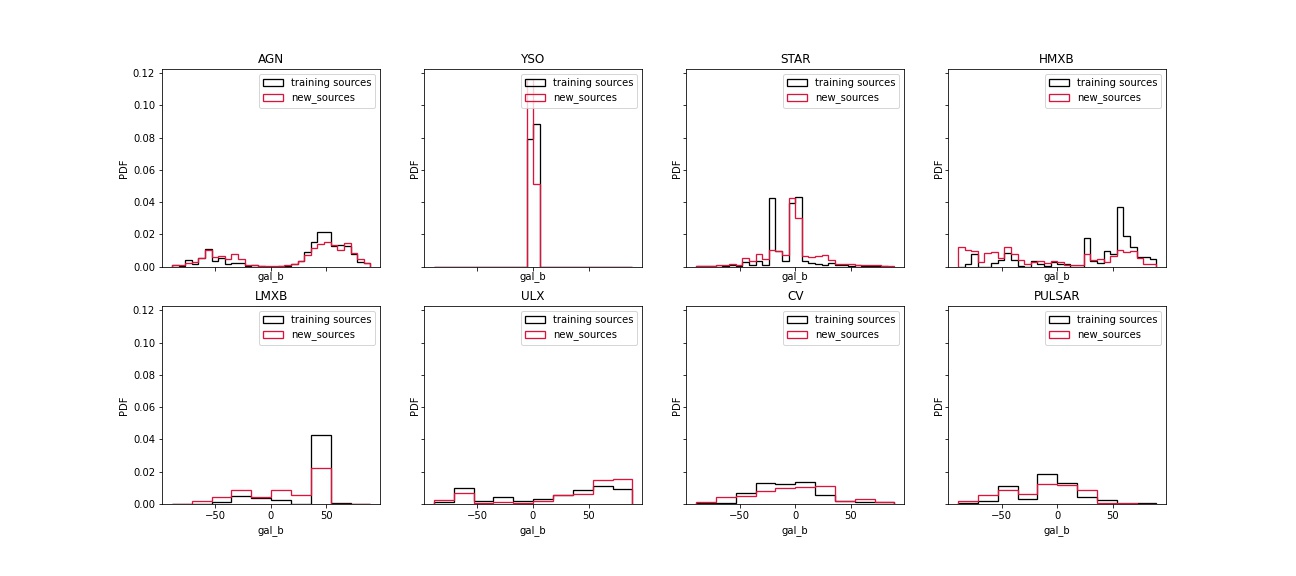 AGN
YSO
STAR
HMXB
0.12
0.10
0.08
0.06
0.04
0.02
0.00
PDF
PDF
PDF
PDF
training sources
new_sources
training sources
new_sources
training sources
new_sources
training sources
new_sources
gal_b
gal_b
gal_b
gal_b
LMXB
ULX
CV
PULSAR
0.12
0.10
0.08
0.06
0.04
0.02
0.00
PDF
PDF
PDF
PDF
training sources
new_sources
training sources
new_sources
training sources
new_sources
training sources
new_sources
−50 0 50
−50 0 50
−50 0 50
−50 0 50
gal_b
gal_b
gal_b
gal_b